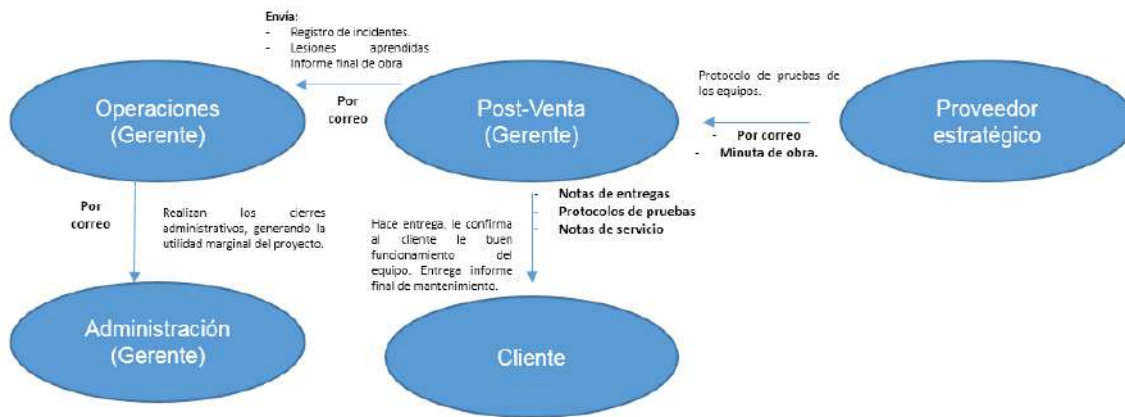 Envía:
- Registro de incidentes.
- Lesiones aprendidas
Informe final de obra
Por
correo
Operaciones
(Gerente)
Post-Venta
(Gerente)
Protocolo de pruebas de
los equipos.
- Por correo
- Minuta de obra.
Proveedor
estratégico
Por
correo
Realizan los cierres
administrativos, generando la
utilidad marginal del proyecto.
- Notas de entregas
- Protocolos de pruebas
- Notas de servicio
Hace entrega, le confirma
al cliente le buen
funcionamiento del
equipo. Entrega informe
final de mantenimiento.
Administración
(Gerente)
Cliente